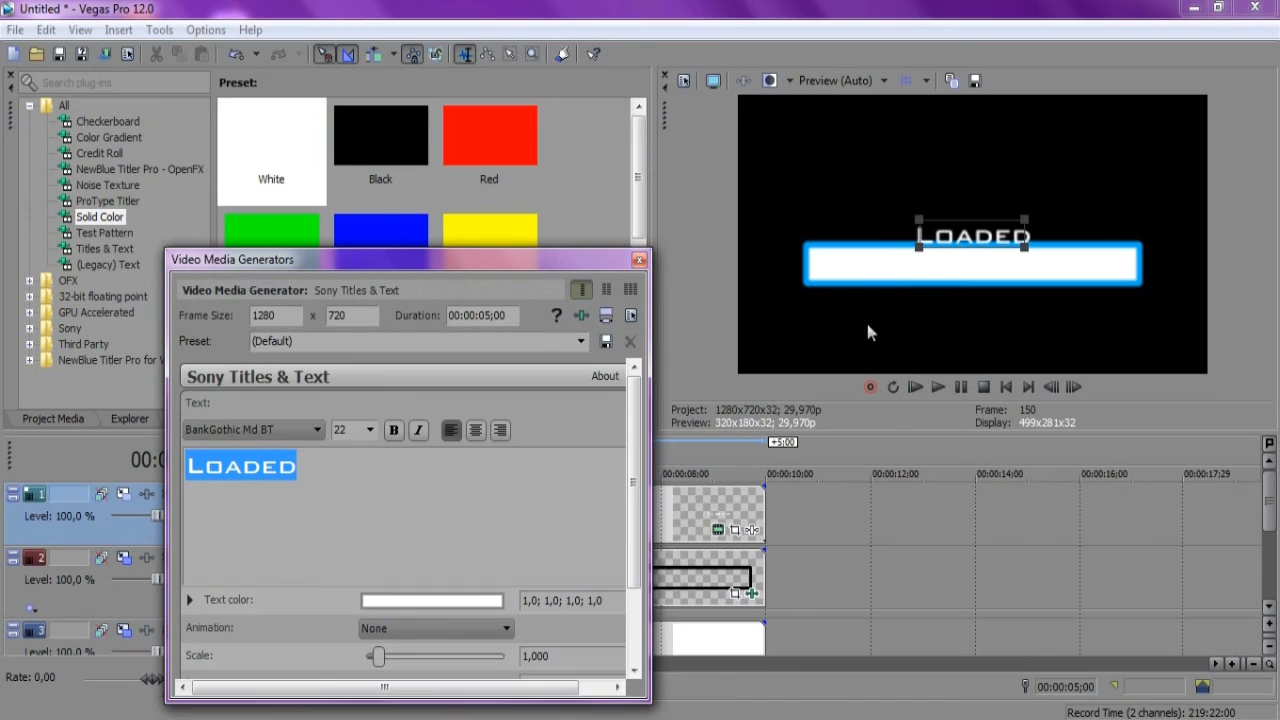 Untitled * - Vegas Pro 12.0
File Edit View Insert Tools Options Help
Search plug-ins
All
Checkerboard
Color Gradient
Credit Roll
NewBlue Titler Pro - OpenFX
Noise Texture
ProType Titler
Solid Color
Test Pattern
Titles & Text
(Legacy) Text
OFX
32-bit floating point
GPU Accelerated
Sony
Third Party
NewBlue Titler Pro for
Project Media Explorer
Preset:
White Black Red
Preview (Auto)
LOADED
Project: 1280x720x32; 29,970p
Preview: 320x180x32; 29,970p
Frame: 150
Display: 499x281x32
Video Media Generators
Video Media Generator: Sony Titles & Text
Frame Size: 1280 x 720 Duration: 00:00:05;00
Preset: (Default)
Sony Titles & Text About
Text:
BankGothic Md BT 22 B I
LOADED
Text color: 1,0; 1,0; 1,0; 1,0
Animation: None
Scale: 1,000
+5:00
00:00:08;00 00:00:10;00 00:00:12;00 00:00:14;00 00:00:16;00 00:00:17;29
1
Level: 100,0 %
2
Level: 100,0 %
3
Level: 100,0 %
Rate: 0,00
00:00:05;00
Record Time (2 channels): 219:22:00